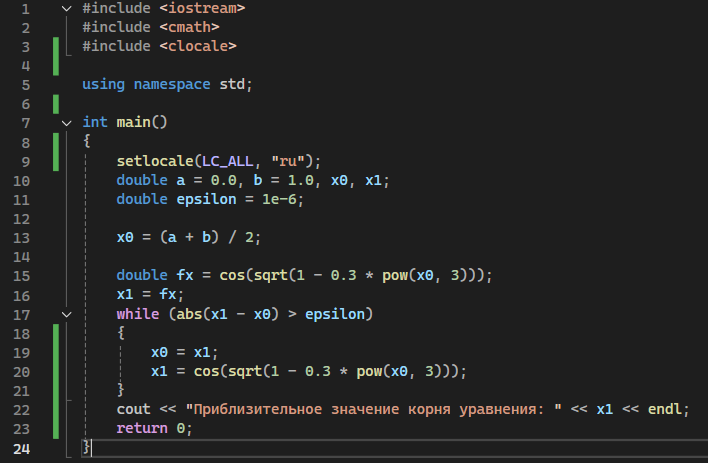 1 #include <iostream>
2 #include <cmath>
3 #include <clocale>
4
5 using namespace std;
6
7 int main()
8 {
9 setlocale(LC_ALL, "ru");
10 double a = 0.0, b = 1.0, x0, x1;
11 double epsilon = 1e-6;
12
13 x0 = (a + b) / 2;
14
15 double fx = cos(sqrt(1 - 0.3 * pow(x0, 3)));
16 x1 = fx;
17 while (abs(x1 - x0) > epsilon)
18 {
19 x0 = x1;
20 x1 = cos(sqrt(1 - 0.3 * pow(x0, 3)));
21 }
22 cout << "Приблизительное значение корня уравнения: " << x1 << endl;
23 return 0;
24 }